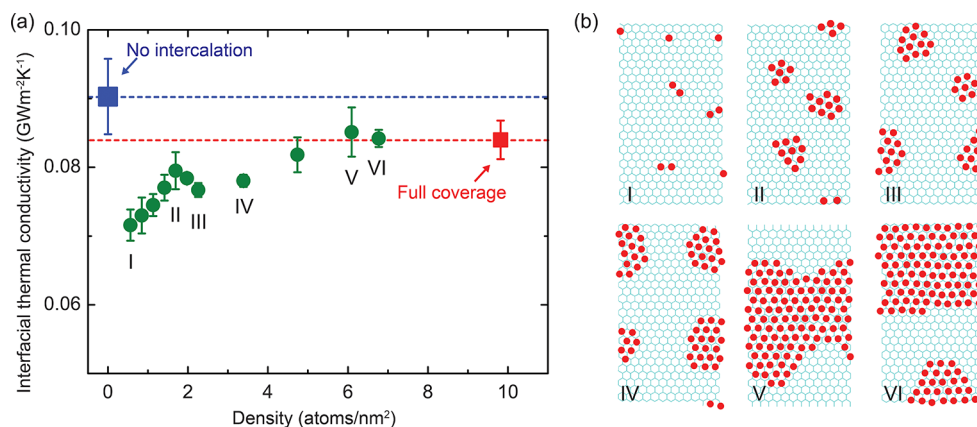 (a)
Interfacial thermal conductivity (GWm⁻²K⁻¹)
0.10
0.08
0.06
No intercalation
Full coverage
I
II
III
IV
V
VI
0
2
4
6
8
10
Density (atoms/nm²)
(b)
I
II
III
IV
V
VI